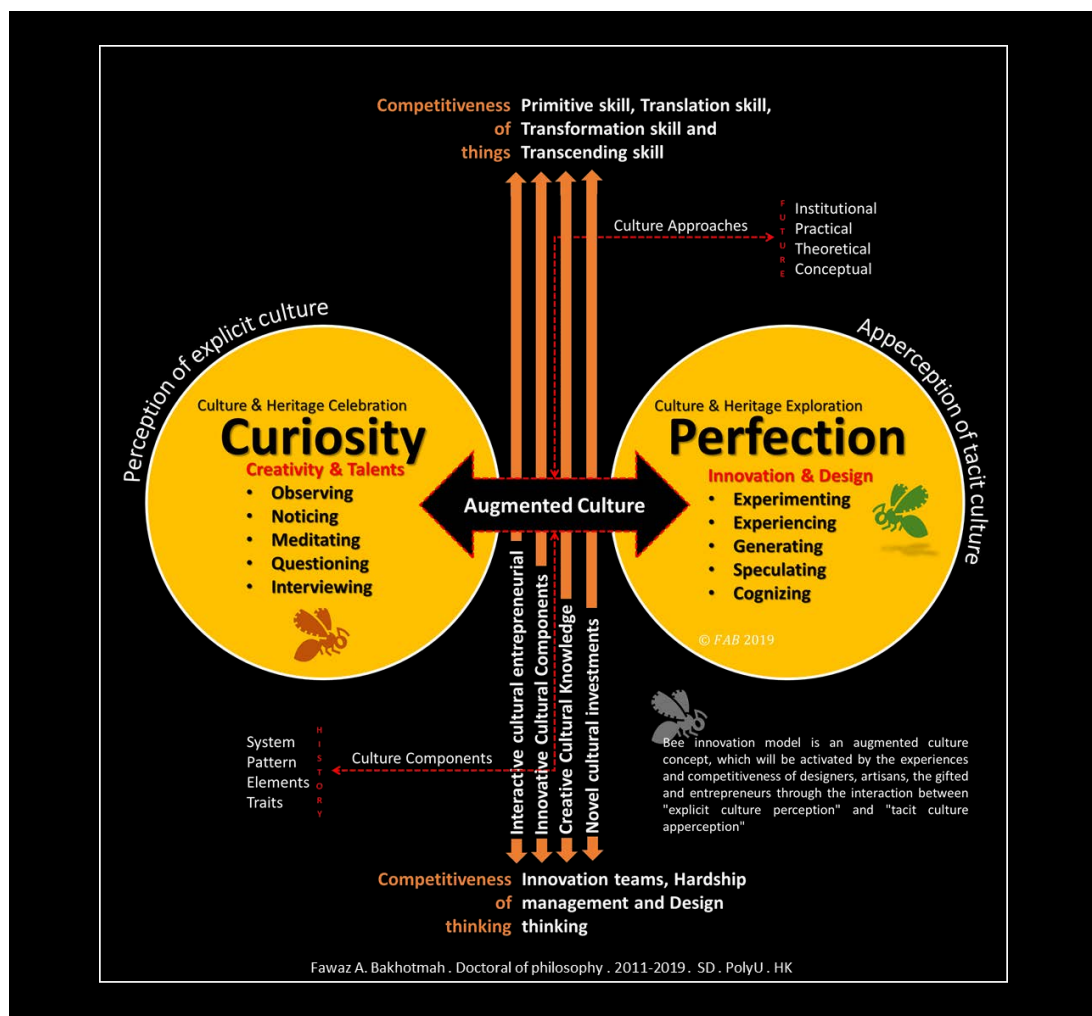 Competitiveness Primitive skill, Translation skill,
of Transformation skill and
things Transcending skill
Culture Approaches
FUTURE
Institutional
Practical
Theoretical
Conceptual
Perception of explicit culture
Culture & Heritage Celebration
Curiosity
Creativity & Talents
• Observing
• Noticing
• Meditating
• Questioning
• Interviewing
Augmented Culture
Apperception of tacit culture
Culture & Heritage Exploration
Perfection
Innovation & Design
• Experimenting
• Experiencing
• Generating
• Speculating
• Cognizing
© FAB 2019
Interactive cultural entrepreneurial
Innovative Cultural Components
Creative Cultural Knowledge
Novel cultural investments
System
Pattern
Elements
Traits
HISTORY
Culture Components
Bee innovation model is an augmented culture
concept, which will be activated by the experiences
and competitiveness of designers, artisans, the gifted
and entrepreneurs through the interaction between
"explicit culture perception" and "tacit culture
apperception"
Competitiveness Innovation teams, Hardship
of management and Design
thinking thinking
Fawaz A. Bakhotmah . Doctoral of philosophy . 2011-2019 . SD . PolyU . HK